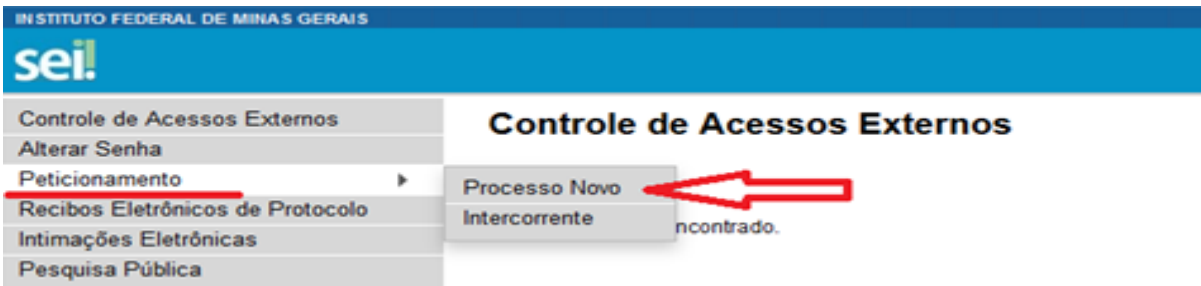 INSTITUTO FEDERAL DE MINAS GERAIS
sei!
Controle de Acessos Externos
Alterar Senha
Peticionamento
Recibos Eletrônicos de Protocolo
Intimações Eletrônicas
Pesquisa Pública
Controle de Acessos Externos
Processo Novo
Intercorrente
ncontrado.